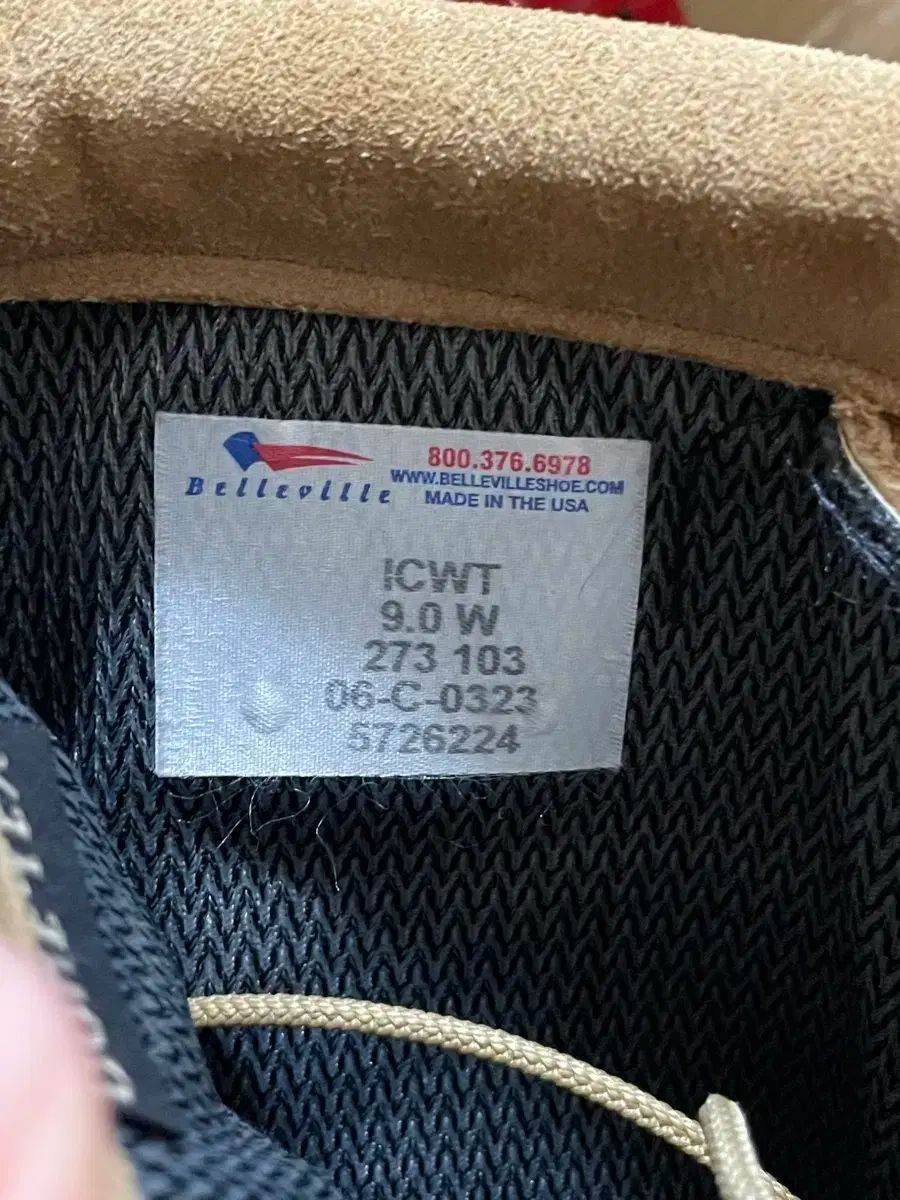 Belleville
800.376.6978
WWW.BELLEVILLESHOE.COM
MADE IN THE USA
ICWT
9.0 W
273 103
06-C-0323
5726224